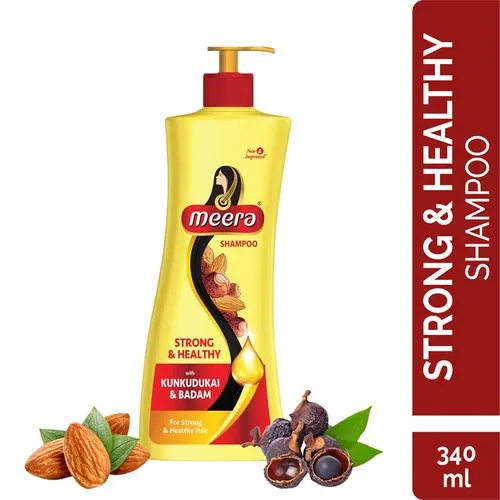 New & Improved*
meera®
SHAMPOO
STRONG
& HEALTHY
with
KUNKUDUKAI
& BADAM
For Strong
& Healthy Hair
STRONG & HEALTHY
SHAMPOO
340
ml